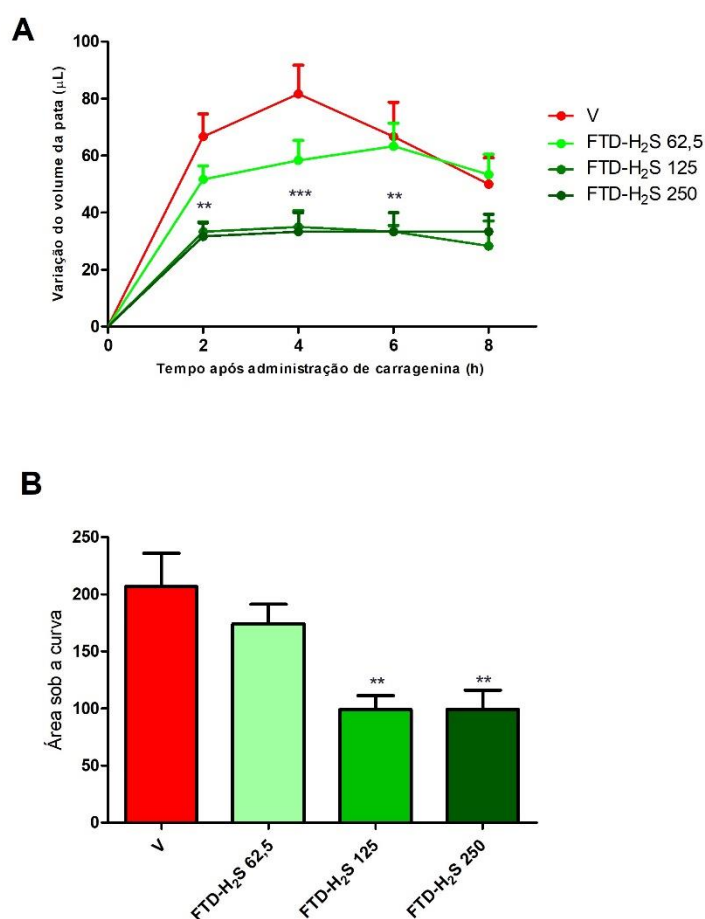 A
Variação do volume da pata (µL)
100
80
60
40
20
0
** *** **
0 2 4 6 8
Tempo após administração de carragenina (h)
V
FTD-H₂S 62,5
FTD-H₂S 125
FTD-H₂S 250
B
Área sob a curva
250
200
150
100
50
0
** **
V
FTD-H₂S 62,5
FTD-H₂S 125
FTD-H₂S 250